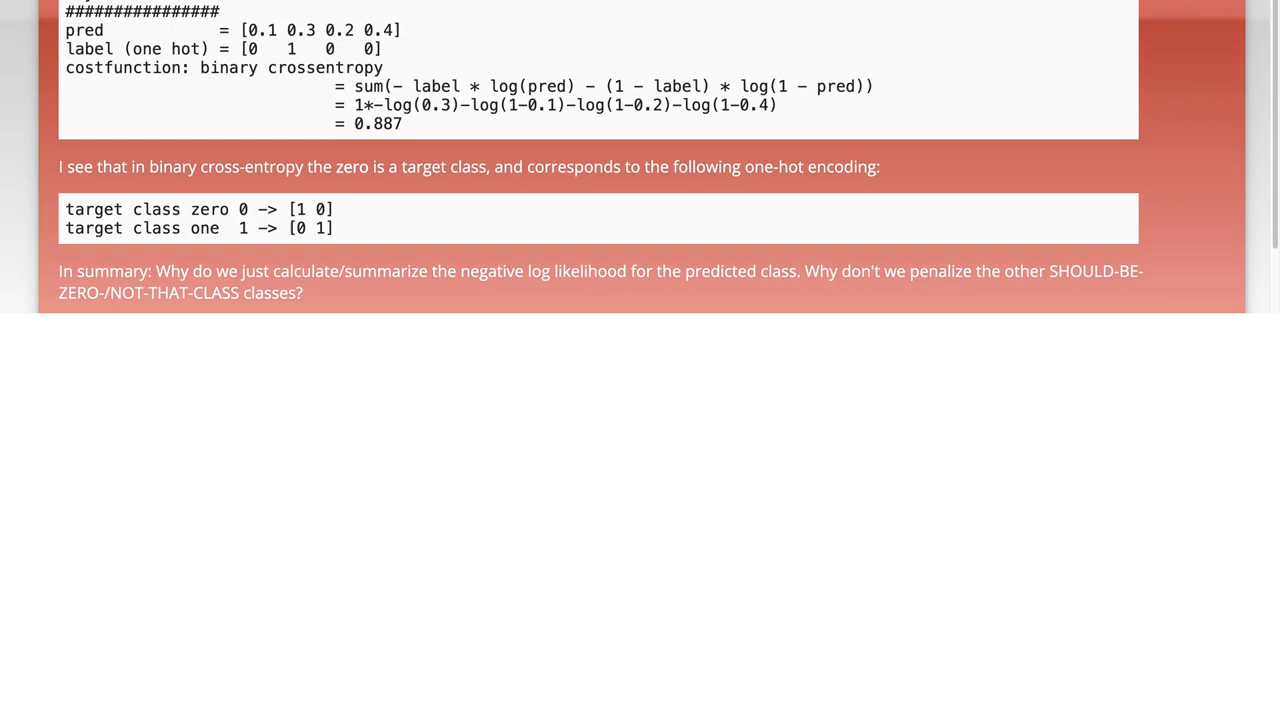 ################
pred            = [0.1 0.3 0.2 0.4]
label (one hot) = [0   1   0   0]
costfunction: binary crossentropy
                            = sum(- label * log(pred) - (1 - label) * log(1 - pred))
                            = 1*-log(0.3)-log(1-0.1)-log(1-0.2)-log(1-0.4)
                            = 0.887
I see that in binary cross-entropy the zero is a target class, and corresponds to the following one-hot encoding:
target class zero 0 -> [1 0]
target class one  1 -> [0 1]
In summary: Why do we just calculate/summarize the negative log likelihood for the predicted class. Why don't we penalize the other SHOULD-BE-
ZERO-/NOT-THAT-CLASS classes?